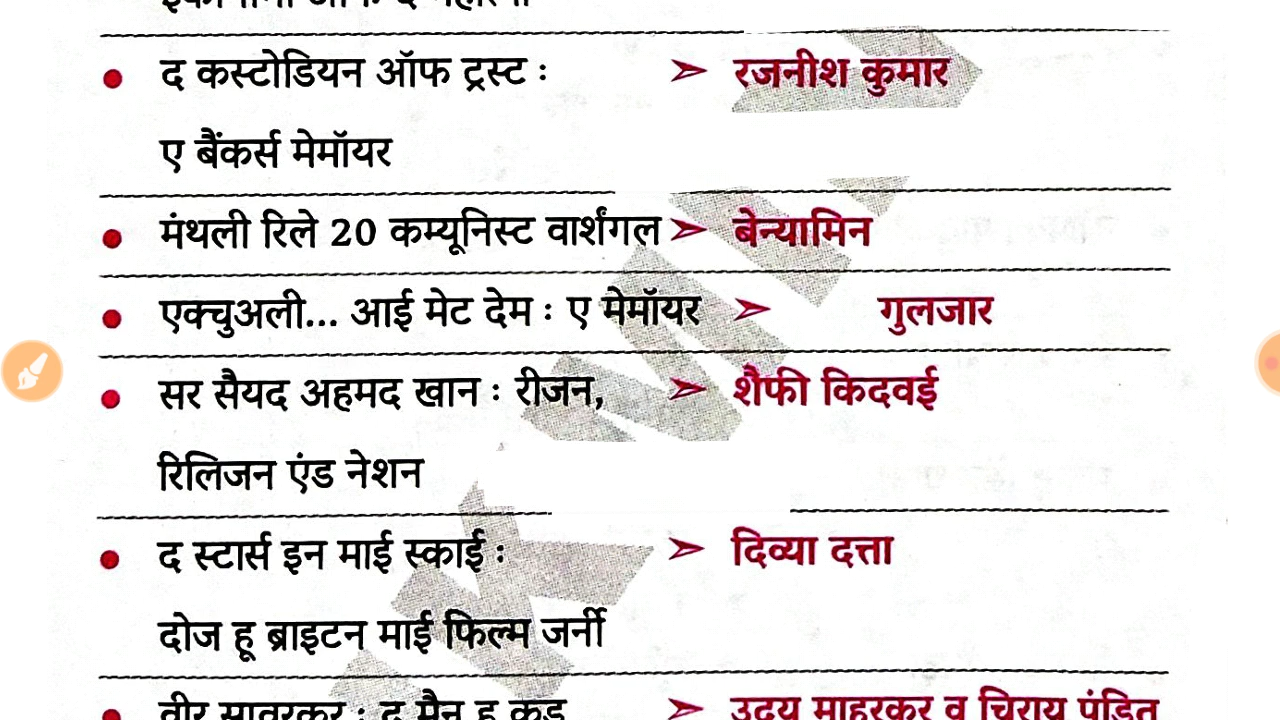 द कस्टोडियन ऑफ ट्रस्ट : ➢ रजनीश कुमार
ए बैंकर्स मेमॉयर
मंथली रिले 20 कम्यूनिस्ट वार्शंगल ➢ बेन्यामिन
एक्चुअली... आई मेट देम : ए मेमॉयर ➢ गुलजार
सर सैयद अहमद खान : रीजन, ➢ शैफी किदवई
रिलिजन एंड नेशन
द स्टार्स इन माई स्काई : ➢ दिव्या दत्ता
दोज हू ब्राइटन माई फिल्म जर्नी
वीर सावरकर : द मैन हू कुड ➢ उदय माहुरकर व चिरायु पंडित